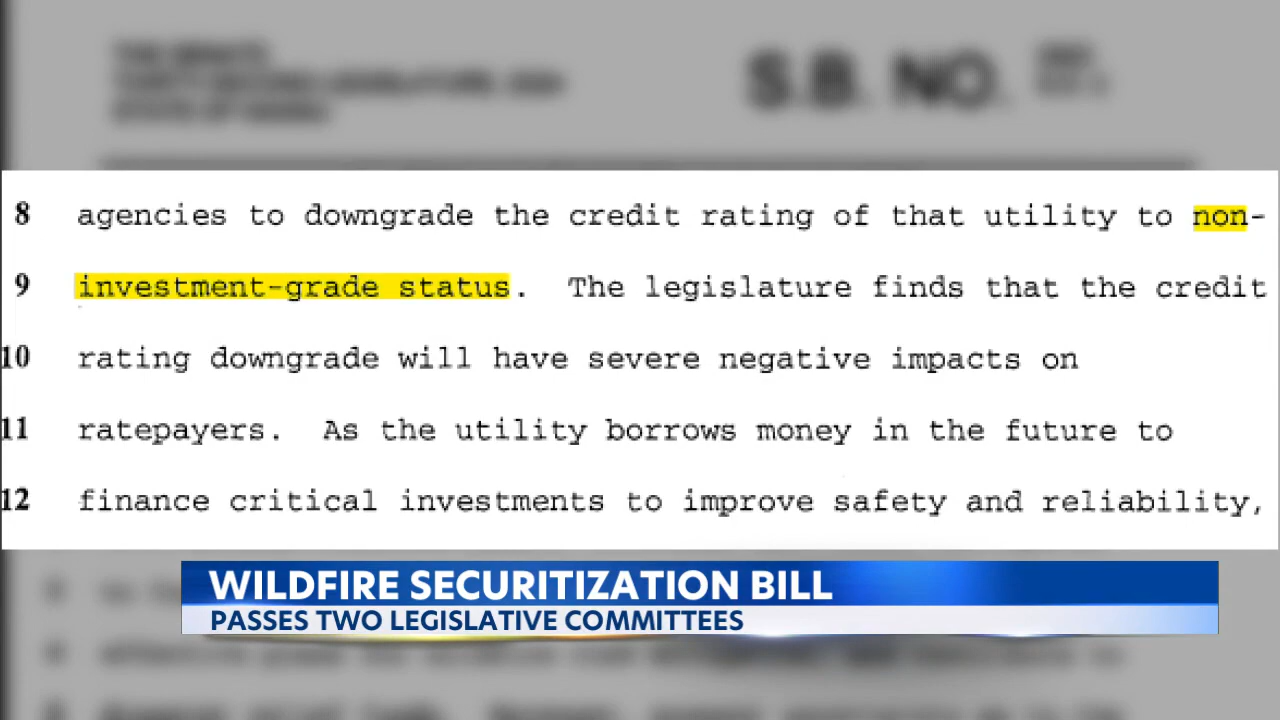 S.B. NO.
8 agencies to downgrade the credit rating of that utility to non-
9 investment-grade status. The legislature finds that the credit
10 rating downgrade will have severe negative impacts on
11 ratepayers. As the utility borrows money in the future to
12 finance critical investments to improve safety and reliability,
WILDFIRE SECURITIZATION BILL
PASSES TWO LEGISLATIVE COMMITTEES